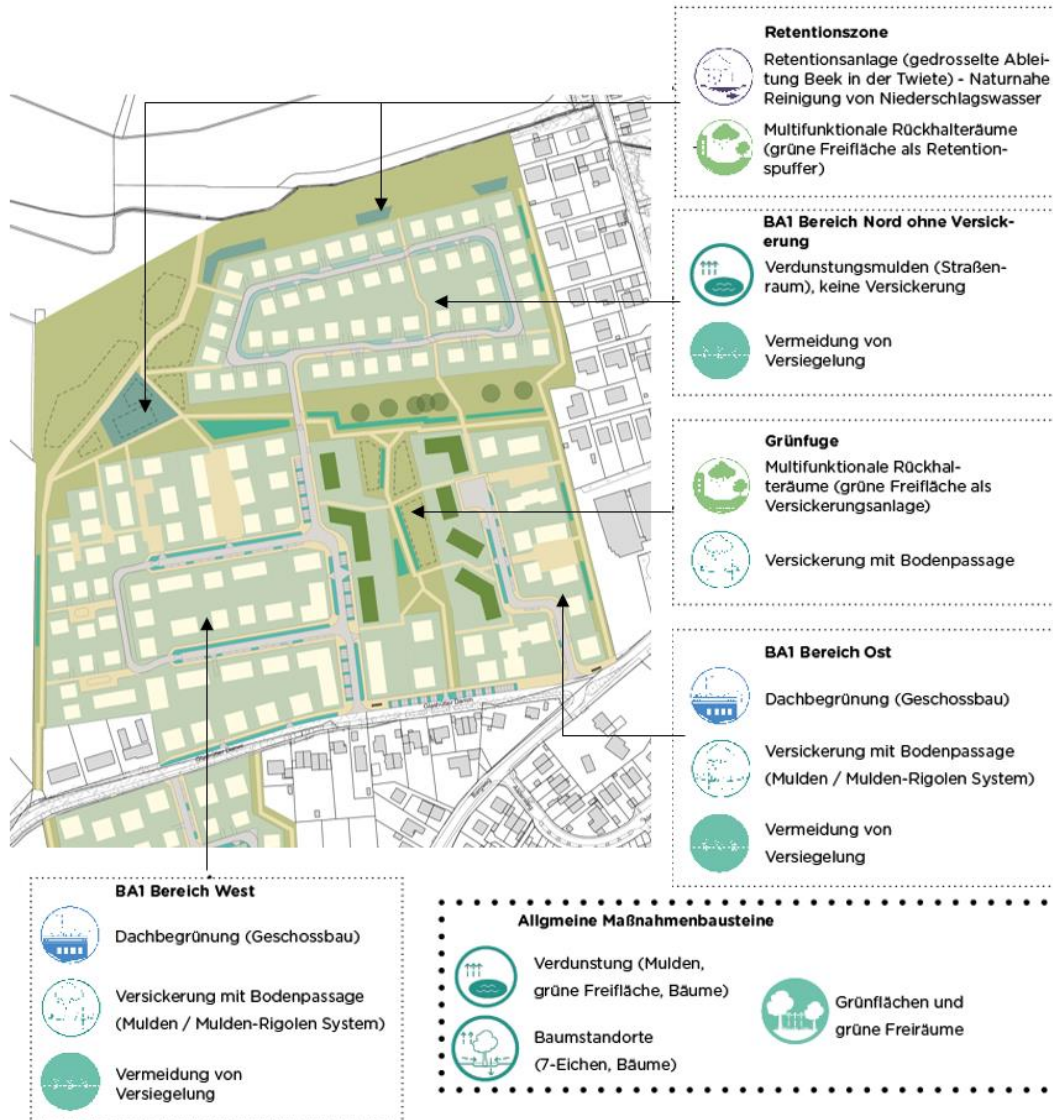 Retentionszone
Retentionsanlage (gedrosselte Ablei-
tung Beek in der Twiete) - Naturnahe
Reinigung von Niederschlagswasser
Multifunktionale Rückhalteräume
(grüne Freifläche als Retention-
spuffer)
BA1 Bereich Nord ohne Versick-
erung
Verdunstungsmulden (Straßen-
raum), keine Versickerung
Vermeidung von
Versiegelung
Grünfuge
Multifunktionale Rückhal-
teräume (grüne Freifläche als
Versickerungsanlage)
Versickerung mit Bodenpassage
BA1 Bereich Ost
Dachbegrünung (Geschossbau)
Versickerung mit Bodenpassage
(Mulden / Mulden-Rigolen System)
Vermeidung von
Versiegelung
BA1 Bereich West
Dachbegrünung (Geschossbau)
Versickerung mit Bodenpassage
(Mulden / Mulden-Rigolen System)
Vermeidung von
Versiegelung
Allgmeine Maßnahmenbausteine
Verdunstung (Mulden,
grüne Freifläche, Bäume)
Baumstandorte
(7-Eichen, Bäume)
Grünflächen und
grüne Freiräume